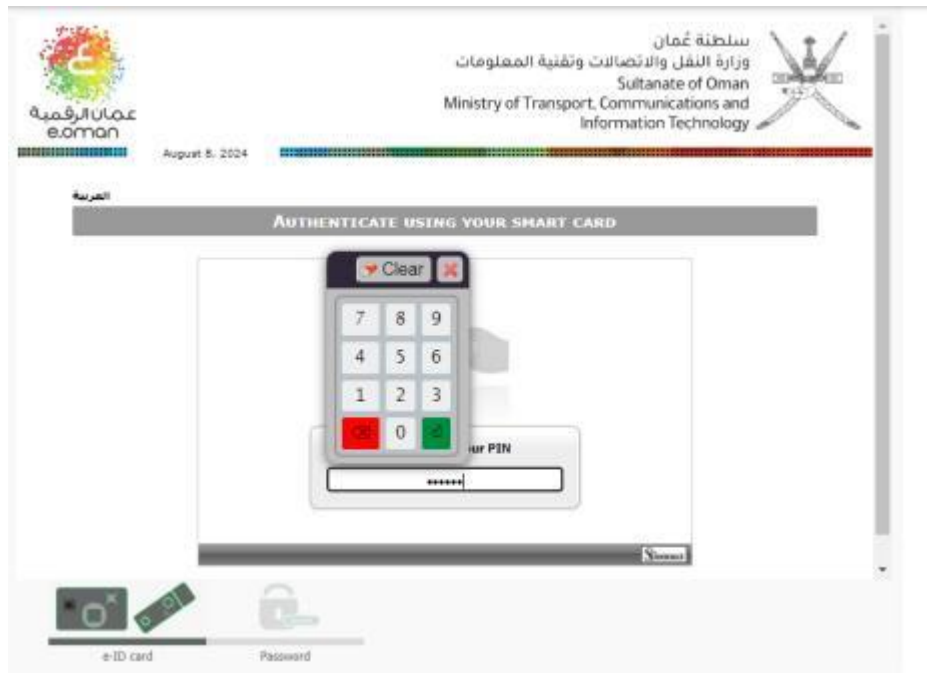 سلطنة عُمان
وزارة النقل والاتصالات وتقنية المعلومات
Sultanate of Oman
Ministry of Transport, Communications and
Information Technology
عمان الرقمية
e.oman
August 8, 2024
العربية
AUTHENTICATE USING YOUR SMART CARD
Clear
7 8 9
4 5 6
1 2 3
0
ur PIN
••••••
e-ID card
Password